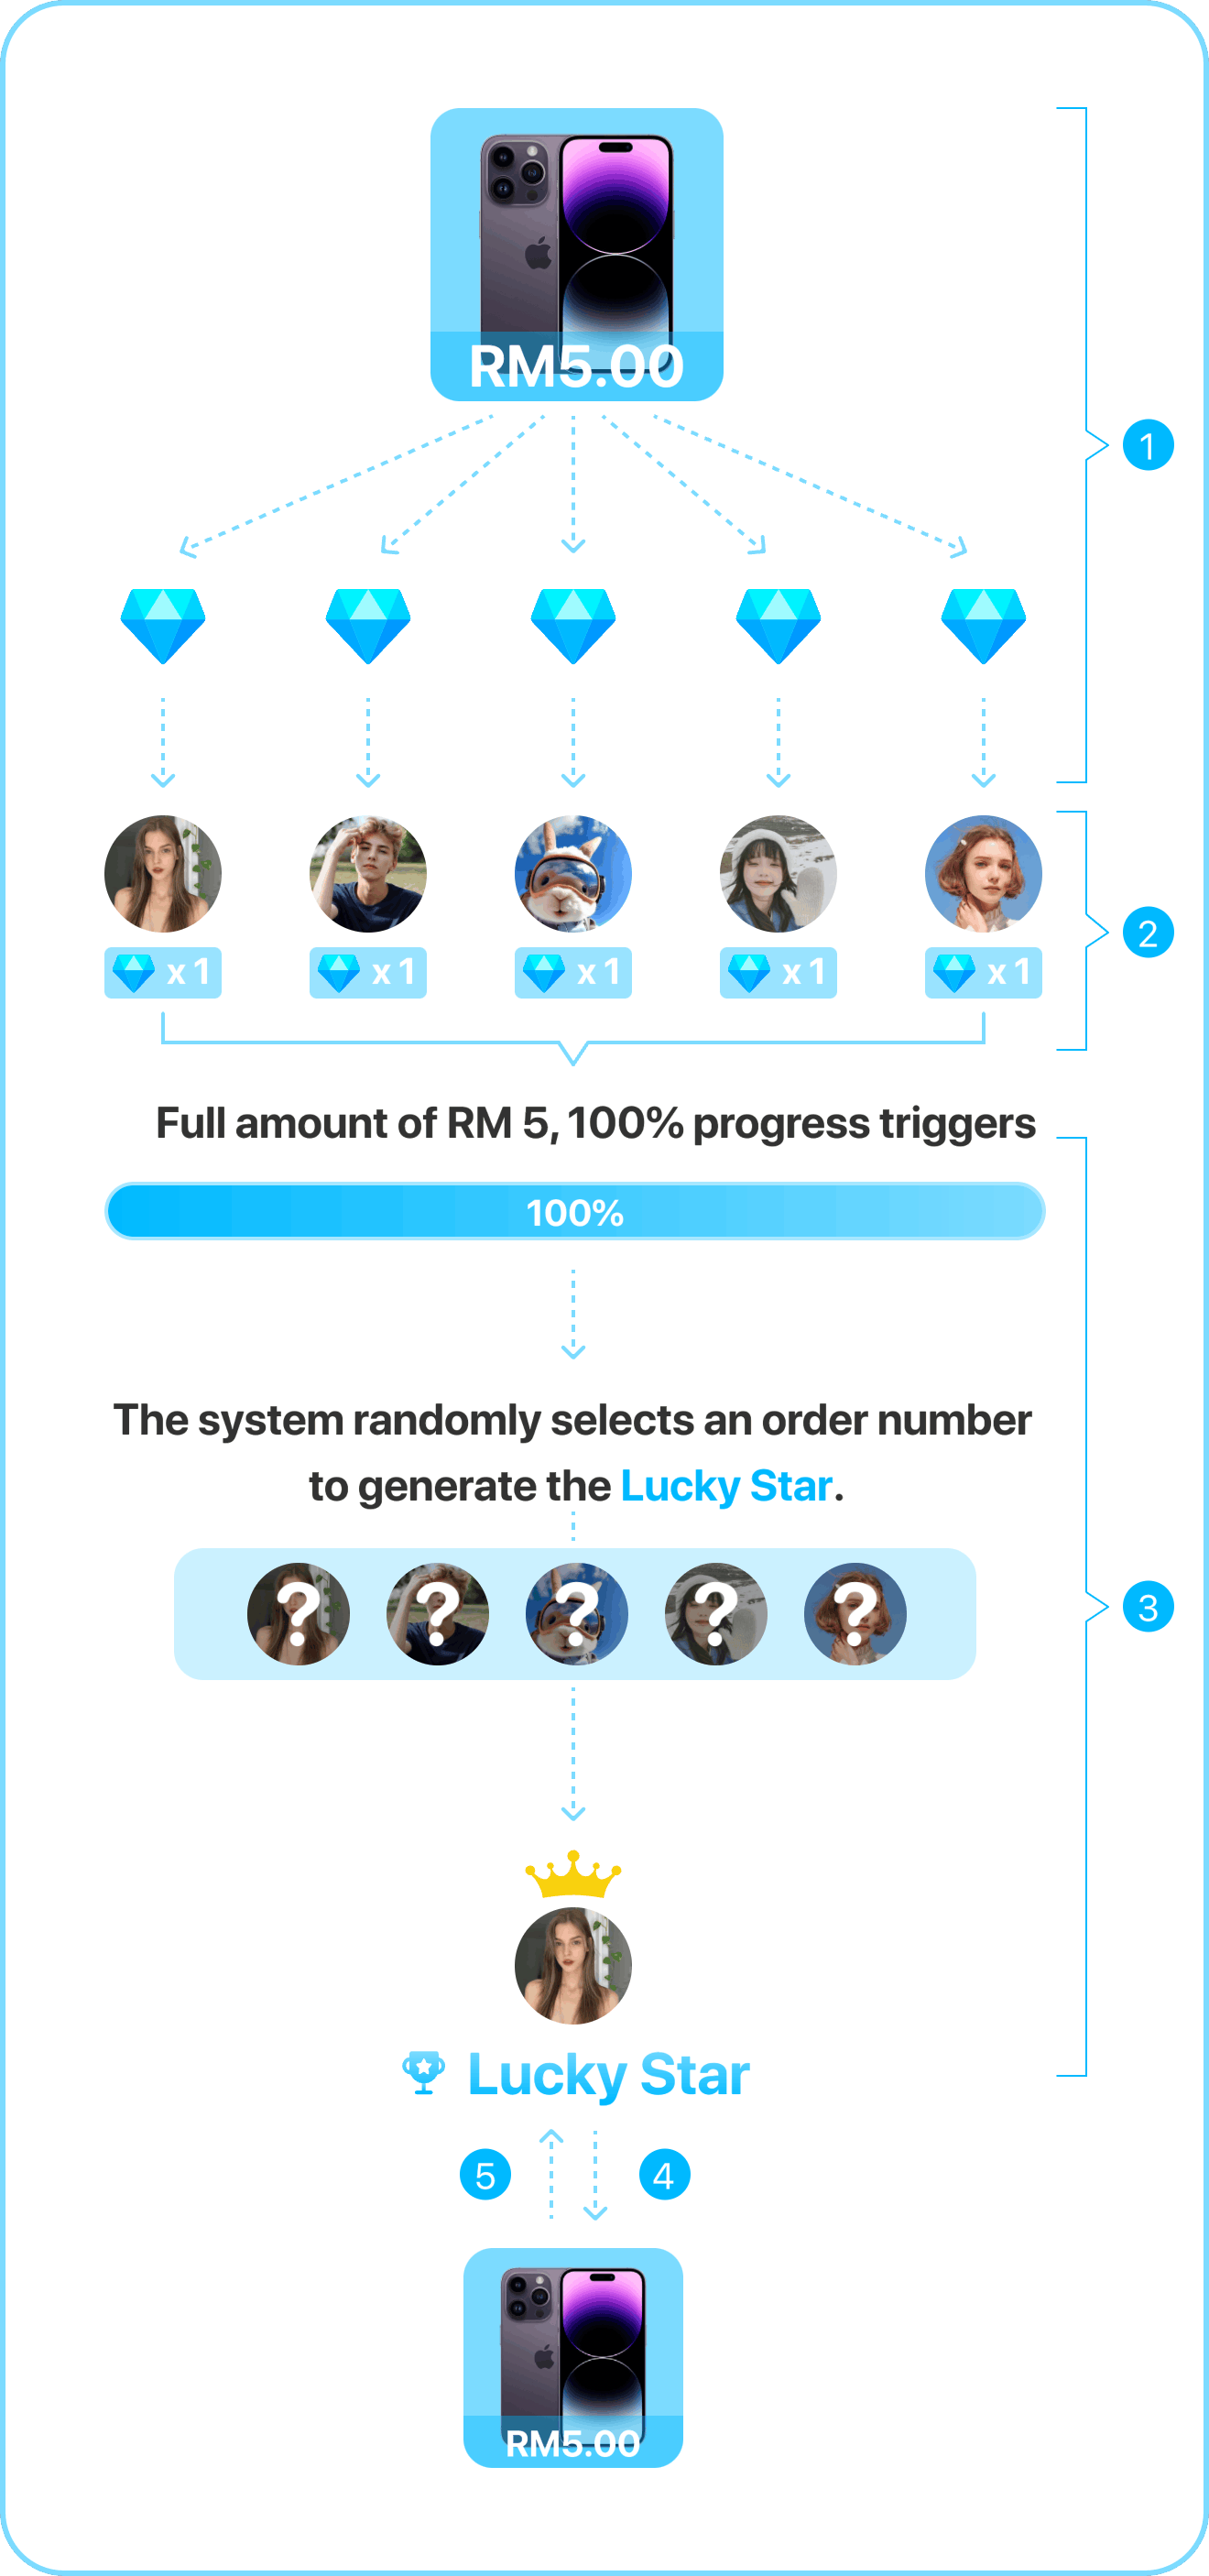 RM5.00
1
x 1
x 1
x 1
x 1
x 1
2
Full amount of RM 5, 100% progress triggers
100%
The system randomly selects an order number
to generate the Lucky Star.
? ? ? ? ?
3
Lucky Star
5
4
RM5.00